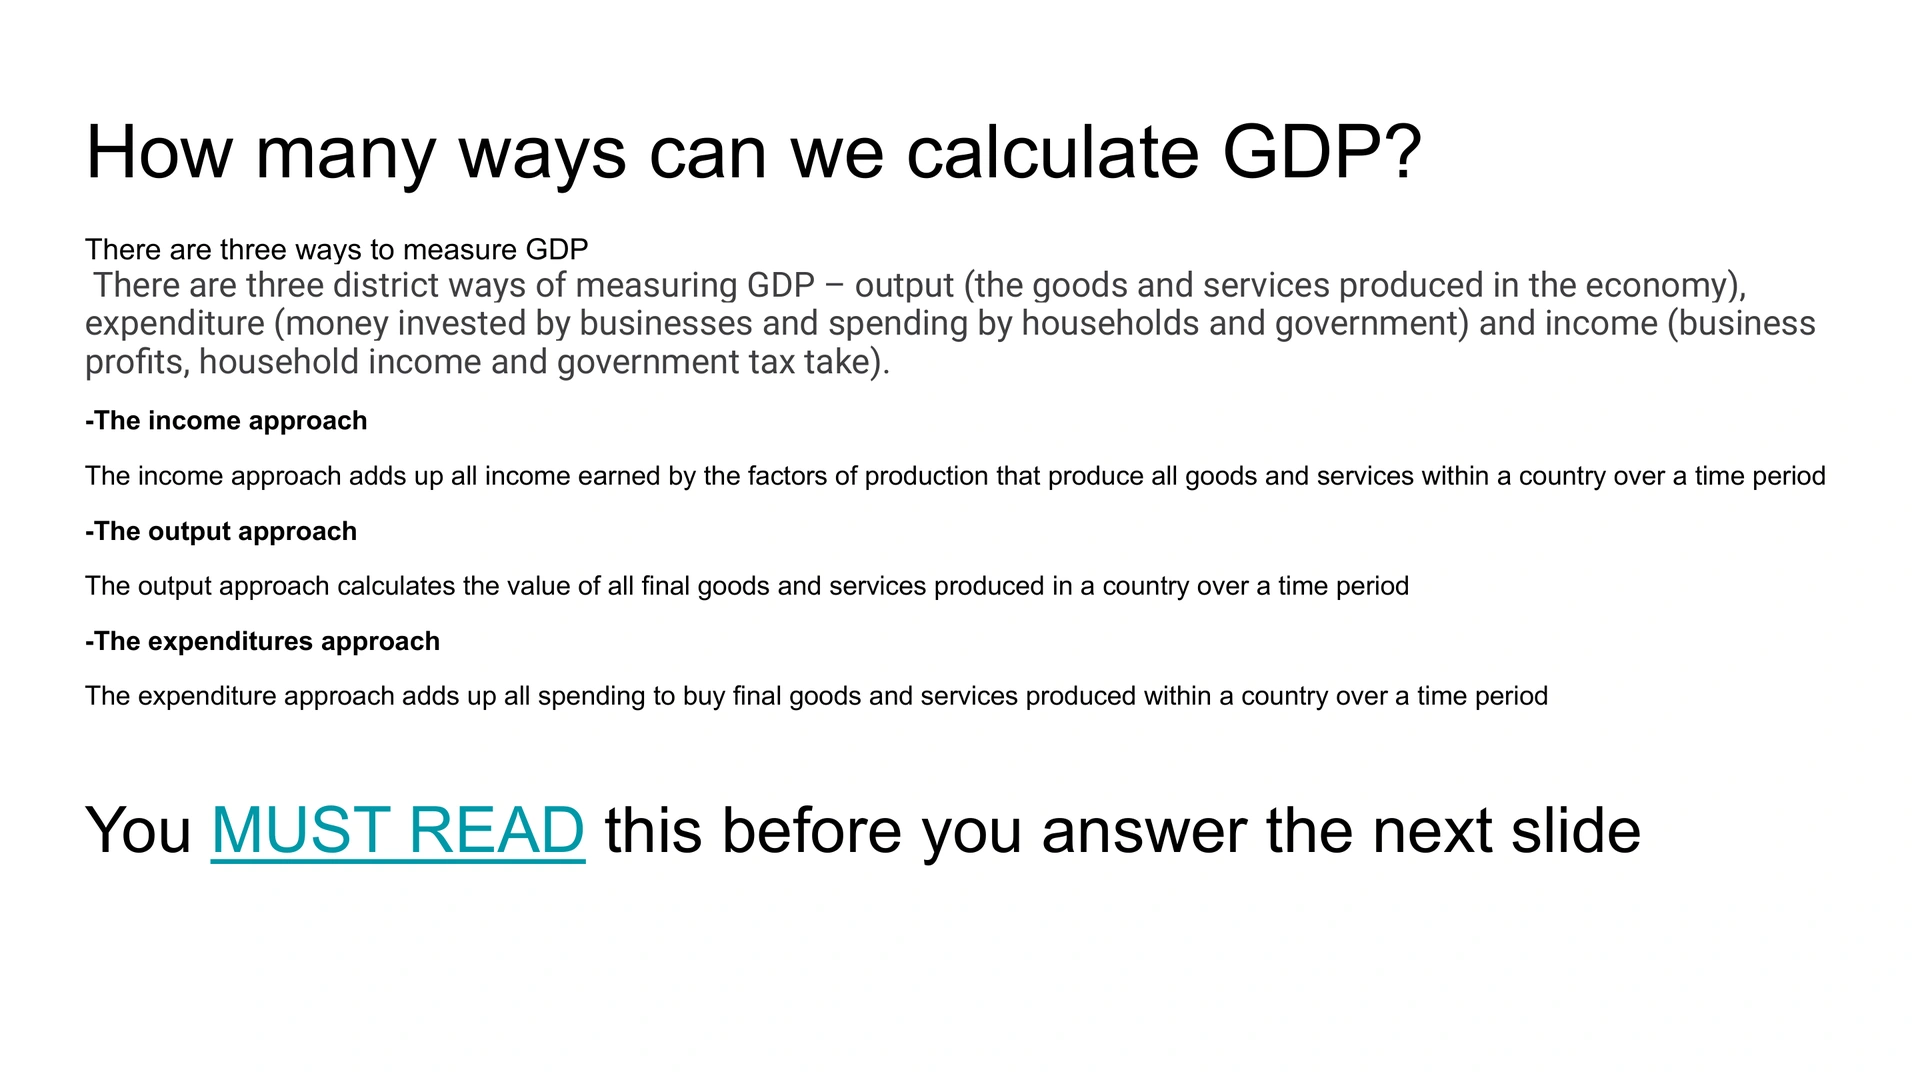 How many ways can we calculate GDP?
There are three ways to measure GDP
There are three district ways of measuring GDP – output (the goods and services produced in the economy),
expenditure (money invested by businesses and spending by households and government) and income (business
profits, household income and government tax take).
-The income approach
The income approach adds up all income earned by the factors of production that produce all goods and services within a country over a time period
-The output approach
The output approach calculates the value of all final goods and services produced in a country over a time period
-The expenditures approach
The expenditure approach adds up all spending to buy final goods and services produced within a country over a time period
You MUST READ this before you answer the next slide